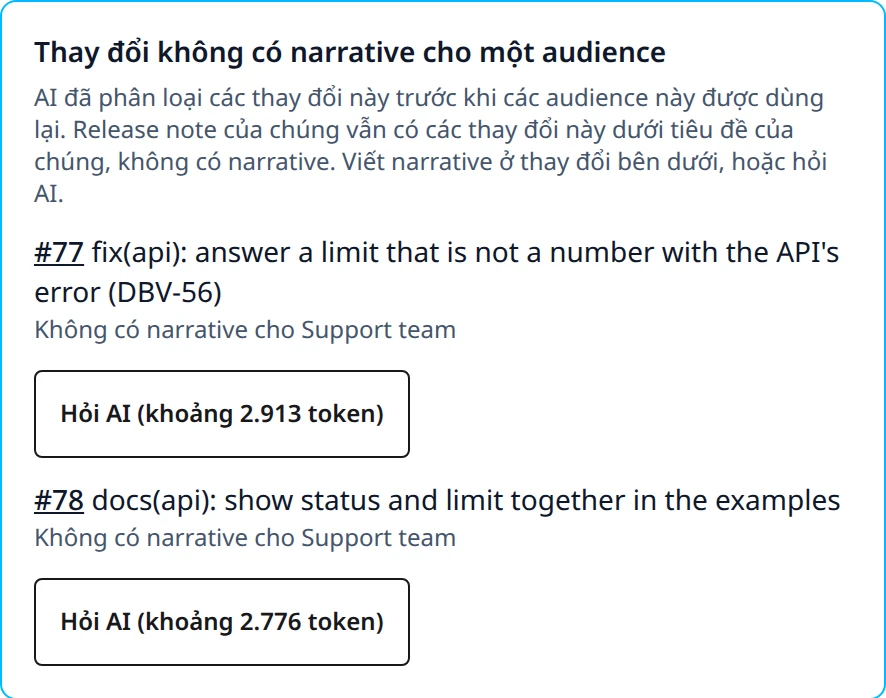 Thay đổi không có narrative cho một audience
AI đã phân loại các thay đổi này trước khi các audience này được dùng
lại. Release note của chúng vẫn có các thay đổi này dưới tiêu đề của
chúng, không có narrative. Viết narrative ở thay đổi bên dưới, hoặc hỏi
AI.
#77 fix(api): answer a limit that is not a number with the API's
error (DBV-56)
Không có narrative cho Support team
Hỏi AI (khoảng 2.913 token)
#78 docs(api): show status and limit together in the examples
Không có narrative cho Support team
Hỏi AI (khoảng 2.776 token)